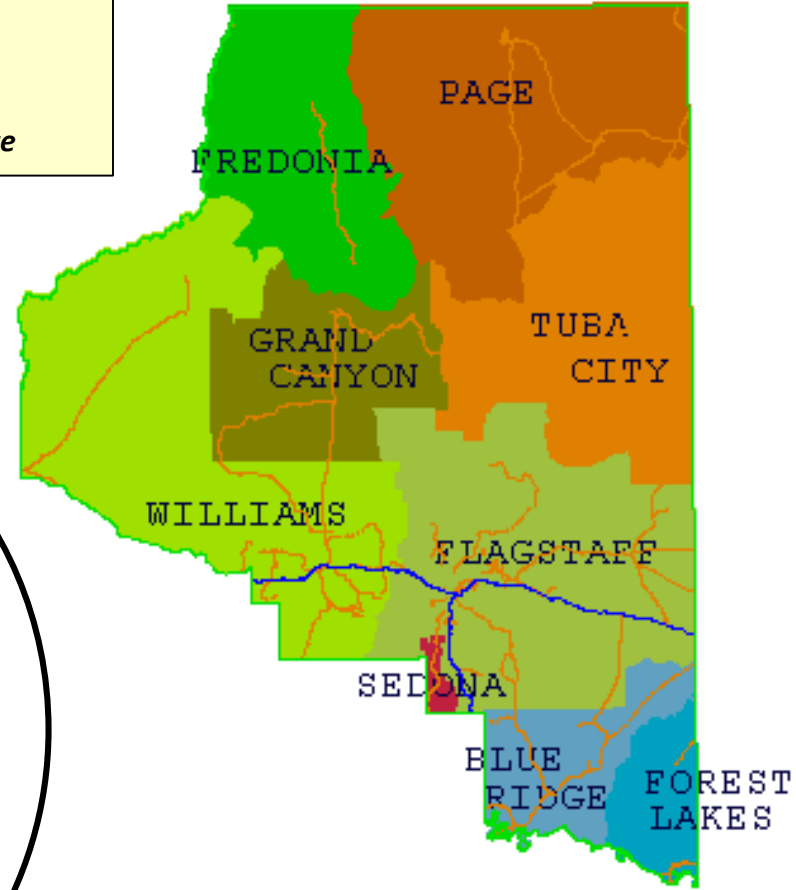 PAGE
FREDONIA
TUBA
CITY
GRAND
CANYON
WILLIAMS
FLAGSTAFF
SEDONA
BLUE
RIDGE
FOREST
LAKES